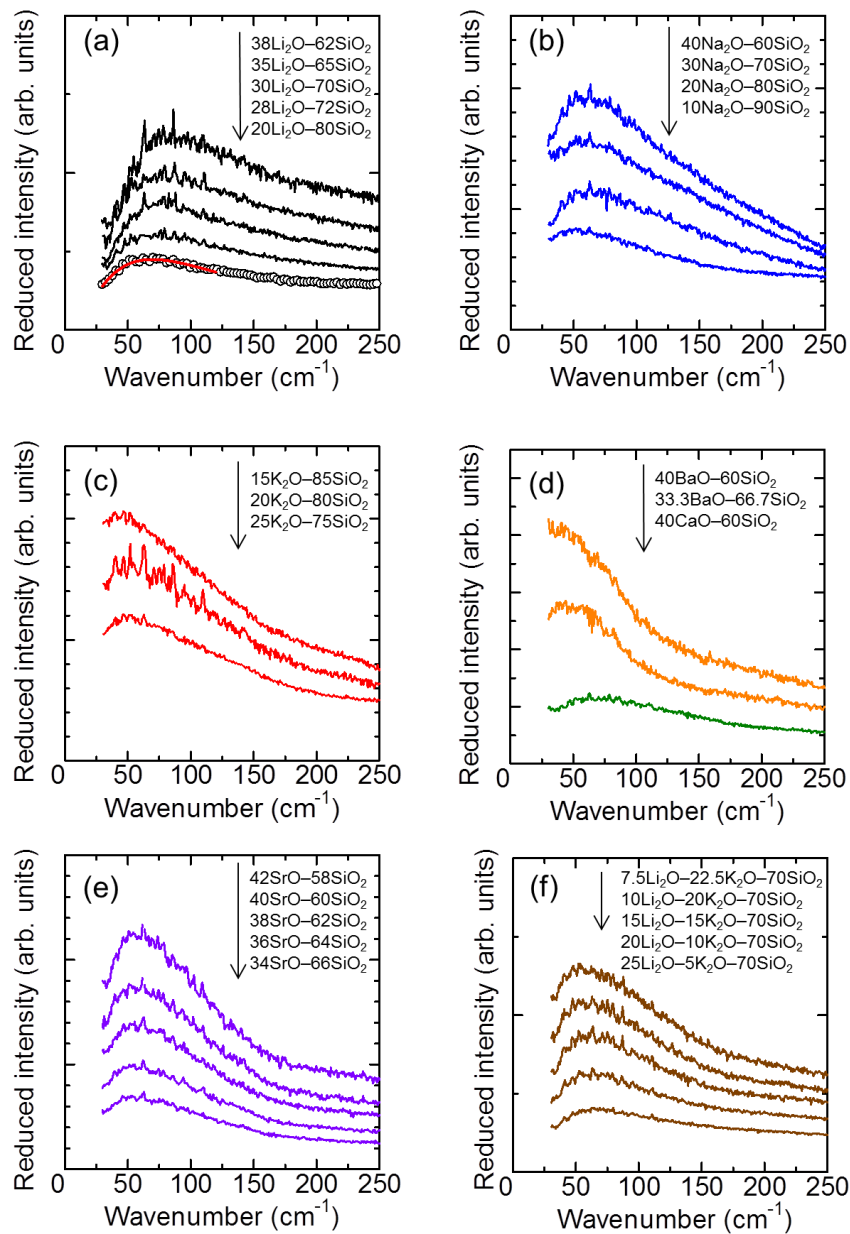 (a)
38Li₂O–62SiO₂
35Li₂O–65SiO₂
30Li₂O–70SiO₂
28Li₂O–72SiO₂
20Li₂O–80SiO₂
Reduced intensity (arb. units)
0 50 100 150 200 250
Wavenumber (cm⁻¹)
(b)
40Na₂O–60SiO₂
30Na₂O–70SiO₂
20Na₂O–80SiO₂
10Na₂O–90SiO₂
Reduced intensity (arb. units)
0 50 100 150 200 250
Wavenumber (cm⁻¹)
(c)
15K₂O–85SiO₂
20K₂O–80SiO₂
25K₂O–75SiO₂
Reduced intensity (arb. units)
0 50 100 150 200 250
Wavenumber (cm⁻¹)
(d)
40BaO–60SiO₂
33.3BaO–66.7SiO₂
40CaO–60SiO₂
Reduced intensity (arb. units)
0 50 100 150 200 250
Wavenumber (cm⁻¹)
(e)
42SrO–58SiO₂
40SrO–60SiO₂
38SrO–62SiO₂
36SrO–64SiO₂
34SrO–66SiO₂
Reduced intensity (arb. units)
0 50 100 150 200 250
Wavenumber (cm⁻¹)
(f)
7.5Li₂O–22.5K₂O–70SiO₂
10Li₂O–20K₂O–70SiO₂
15Li₂O–15K₂O–70SiO₂
20Li₂O–10K₂O–70SiO₂
25Li₂O–5K₂O–70SiO₂
Reduced intensity (arb. units)
0 50 100 150 200 250
Wavenumber (cm⁻¹)